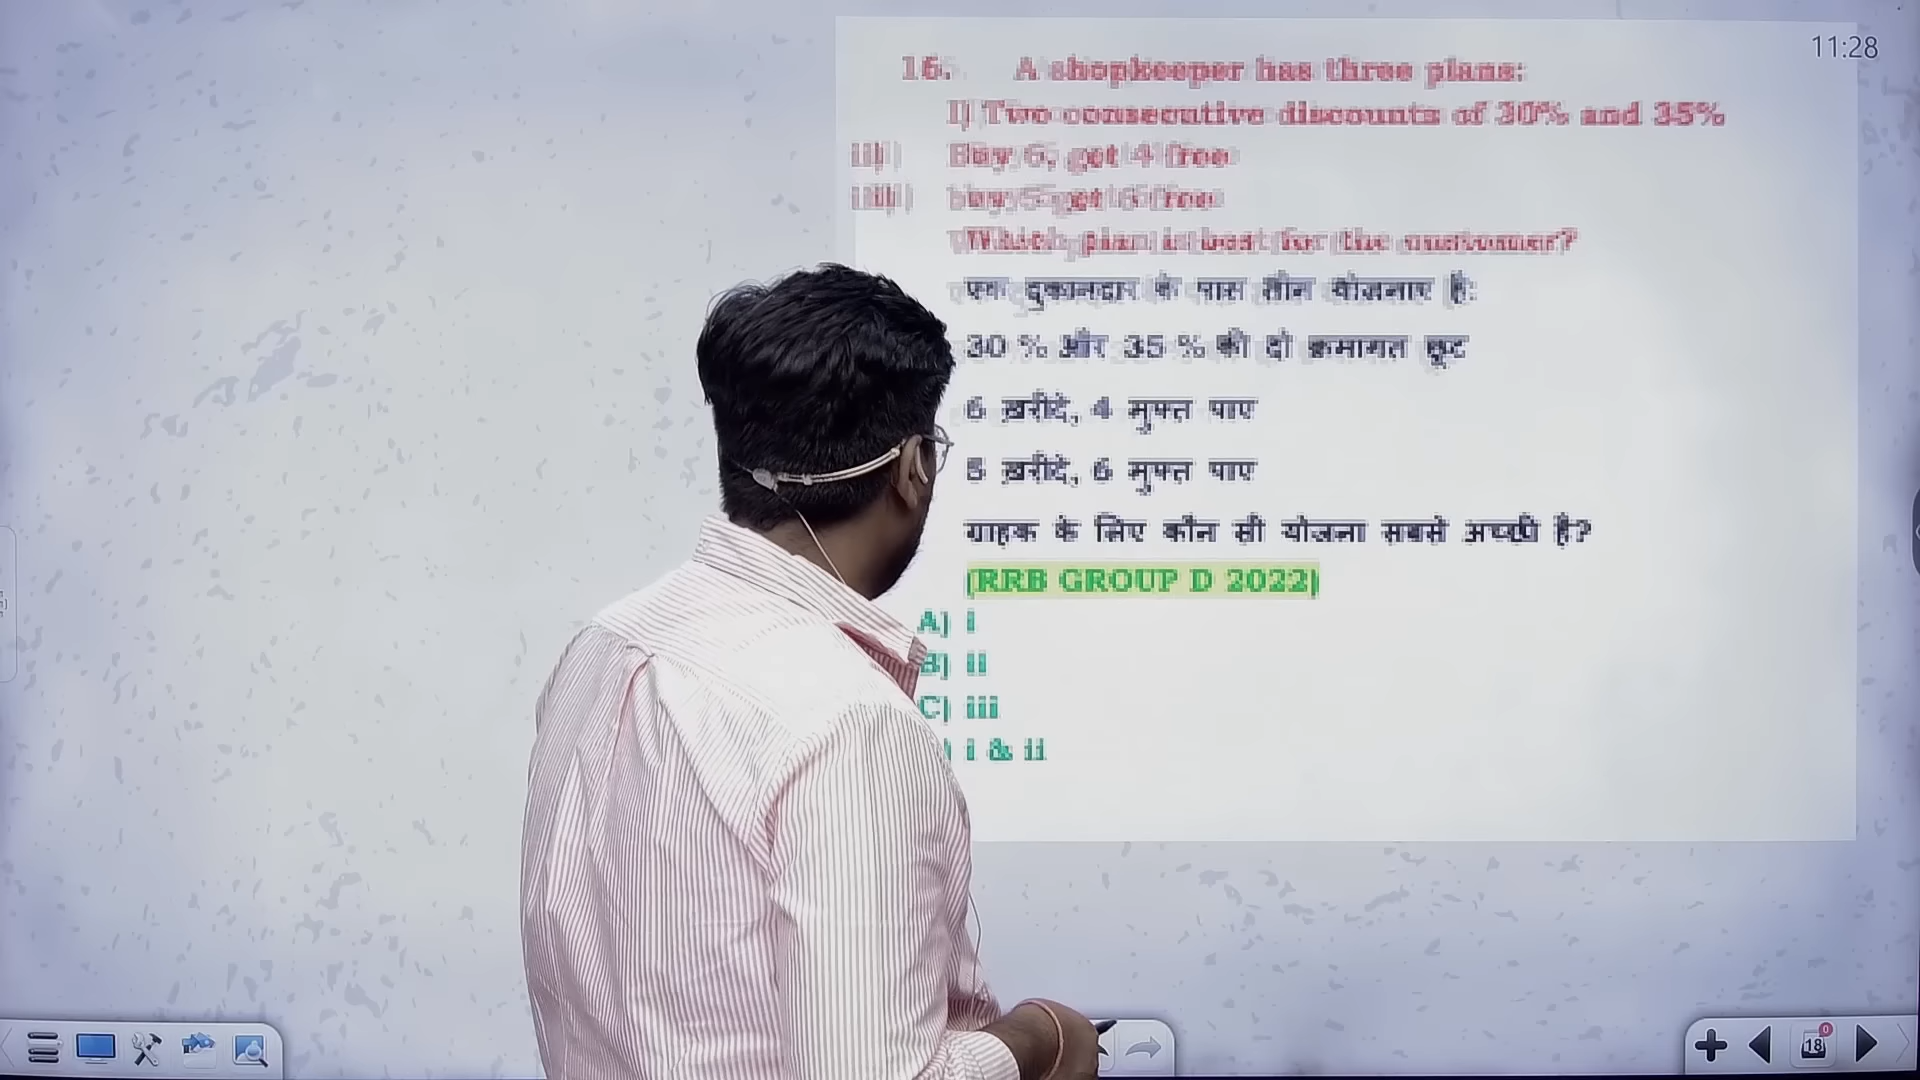 11:28
16. A shopkeeper has three plans:
I) Two consecutive discounts of 30% and 35%
ii) Buy 6, get 4 free
iii) buy 5 get 6 free
Which plan is best for the customer?
एक दुकानदार के पास तीन योजनाए है:
30 % और 35 % की दो क्रमागत छूट
6 ख़रीदे, 4 मुफ्त पाए
5 ख़रीदे, 6 मुफ्त पाए
ग्राहक के लिए कौन सी योजना सबसे अच्छी है?
(RRB GROUP D 2022)
A) i
B) ii
C) iii
) i & ii
18
0